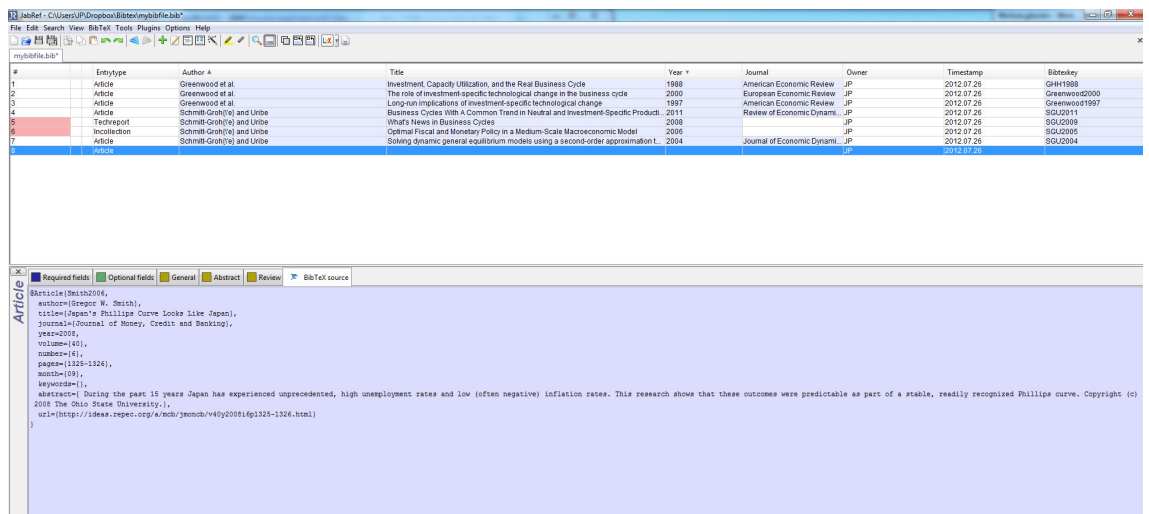 JabRef - C:\Users\JP\Dropbox\Bibtex\mybibfile.bib*
File Edit Search View BibTeX Tools Plugins Options Help
mybibfile.bib*
# Entrytype Author Title Year Journal Owner Timestamp Bibtexkey
1 Article Greenwood et al. Investment, Capacity Utilization, and the Real Business Cycle 1988 American Economic Review JP 2012.07.26 GHH1988
2 Article Greenwood et al. The role of investment-specific technological change in the business cycle 2000 European Economic Review JP 2012.07.26 Greenwood2000
3 Article Greenwood et al. Long-run implications of investment-specific technological change 1997 American Economic Review JP 2012.07.26 Greenwood1997
4 Article Schmitt-Groh{\'e} and Uribe Business Cycles With A Common Trend in Neutral and Investment-Specific Producti... 2011 Review of Economic Dynami... JP 2012.07.26 SGU2011
5 Techreport Schmitt-Groh{\'e} and Uribe What's News in Business Cycles 2008 JP 2012.07.26 SGU2009
6 Incollection Schmitt-Groh{\'e} and Uribe Optimal Fiscal and Monetary Policy in a Medium-Scale Macroeconomic Model 2006 JP 2012.07.26 SGU2005
7 Article Schmitt-Groh{\'e} and Uribe Solving dynamic general equilibrium models using a second-order approximation t... 2004 Journal of Economic Dynami... JP 2012.07.26 SGU2004
8 Article JP 2012.07.26
Required fields Optional fields General Abstract Review BibTeX source
Article
@Article{Smith2006,
author={Gregor W. Smith},
title={Japan's Phillips Curve Looks Like Japan},
journal={Journal of Money, Credit and Banking},
year=2008,
volume={40},
number={6},
pages={1325-1326},
month={09},
keywords={},
abstract={ During the past 15 years Japan has experienced unprecedented, high unemployment rates and low (often negative) inflation rates. This research shows that these outcomes were predictable as part of a stable, readily recognized Phillips curve. Copyright (c)
2008 The Ohio State University.},
url={http://ideas.repec.org/a/mcb/jmoncb/v40y2008i6p1325-1326.html}
}